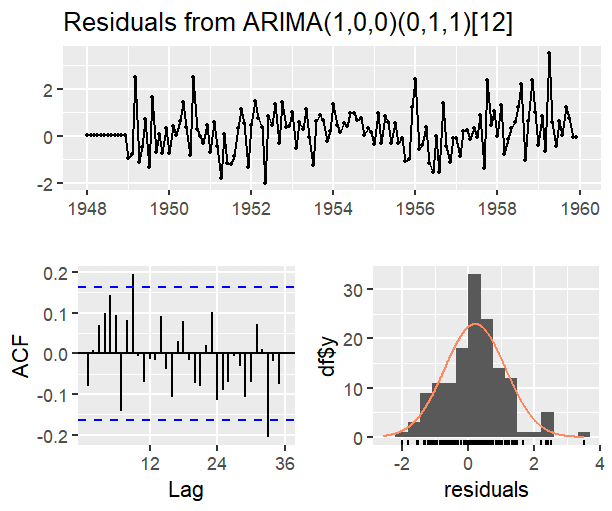 Residuals from ARIMA(1,0,0)(0,1,1)[12]
2
0
-2
1948 1950 1952 1954 1956 1958 1960
0.2
0.1
0.0
-0.1
-0.2
ACF
12 24 36
Lag
30
20
10
0
df$y
-2 0 2 4
residuals